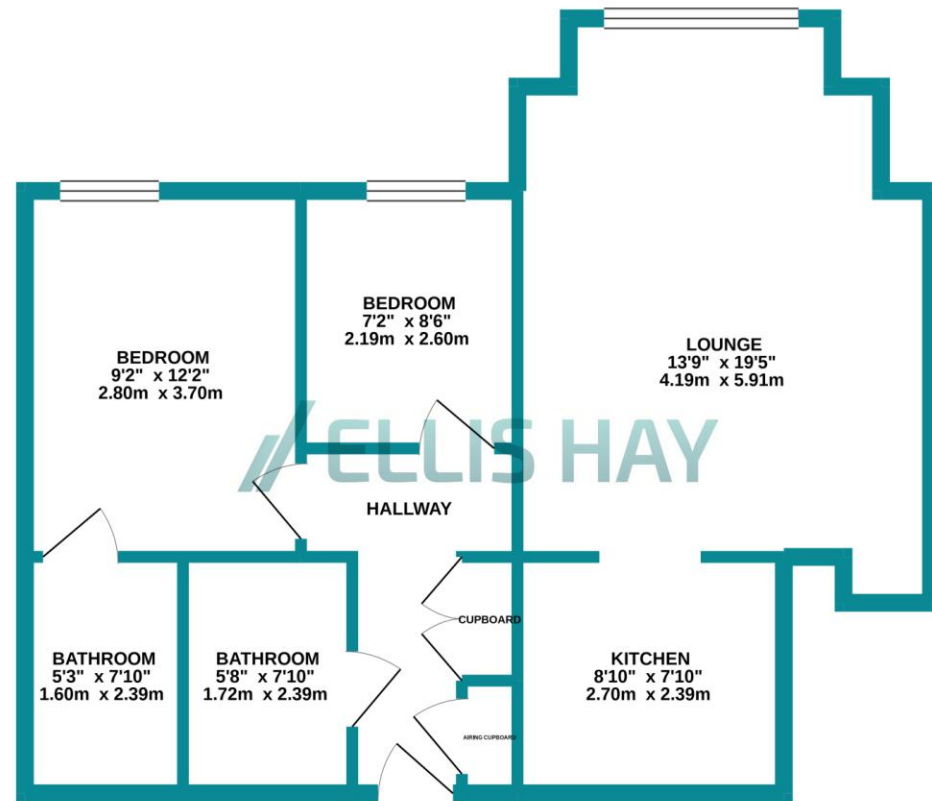 BEDROOM
7'2" x 8'6"
2.19m x 2.60m
BEDROOM
9'2" x 12'2"
2.80m x 3.70m
LOUNGE
13'9" x 19'5"
4.19m x 5.91m
ELLIS HAY
HALLWAY
CUPBOARD
BATHROOM
5'3" x 7'10"
1.60m x 2.39m
BATHROOM
5'8" x 7'10"
1.72m x 2.39m
KITCHEN
8'10" x 7'10"
2.70m x 2.39m
AIRING CUPBOARD